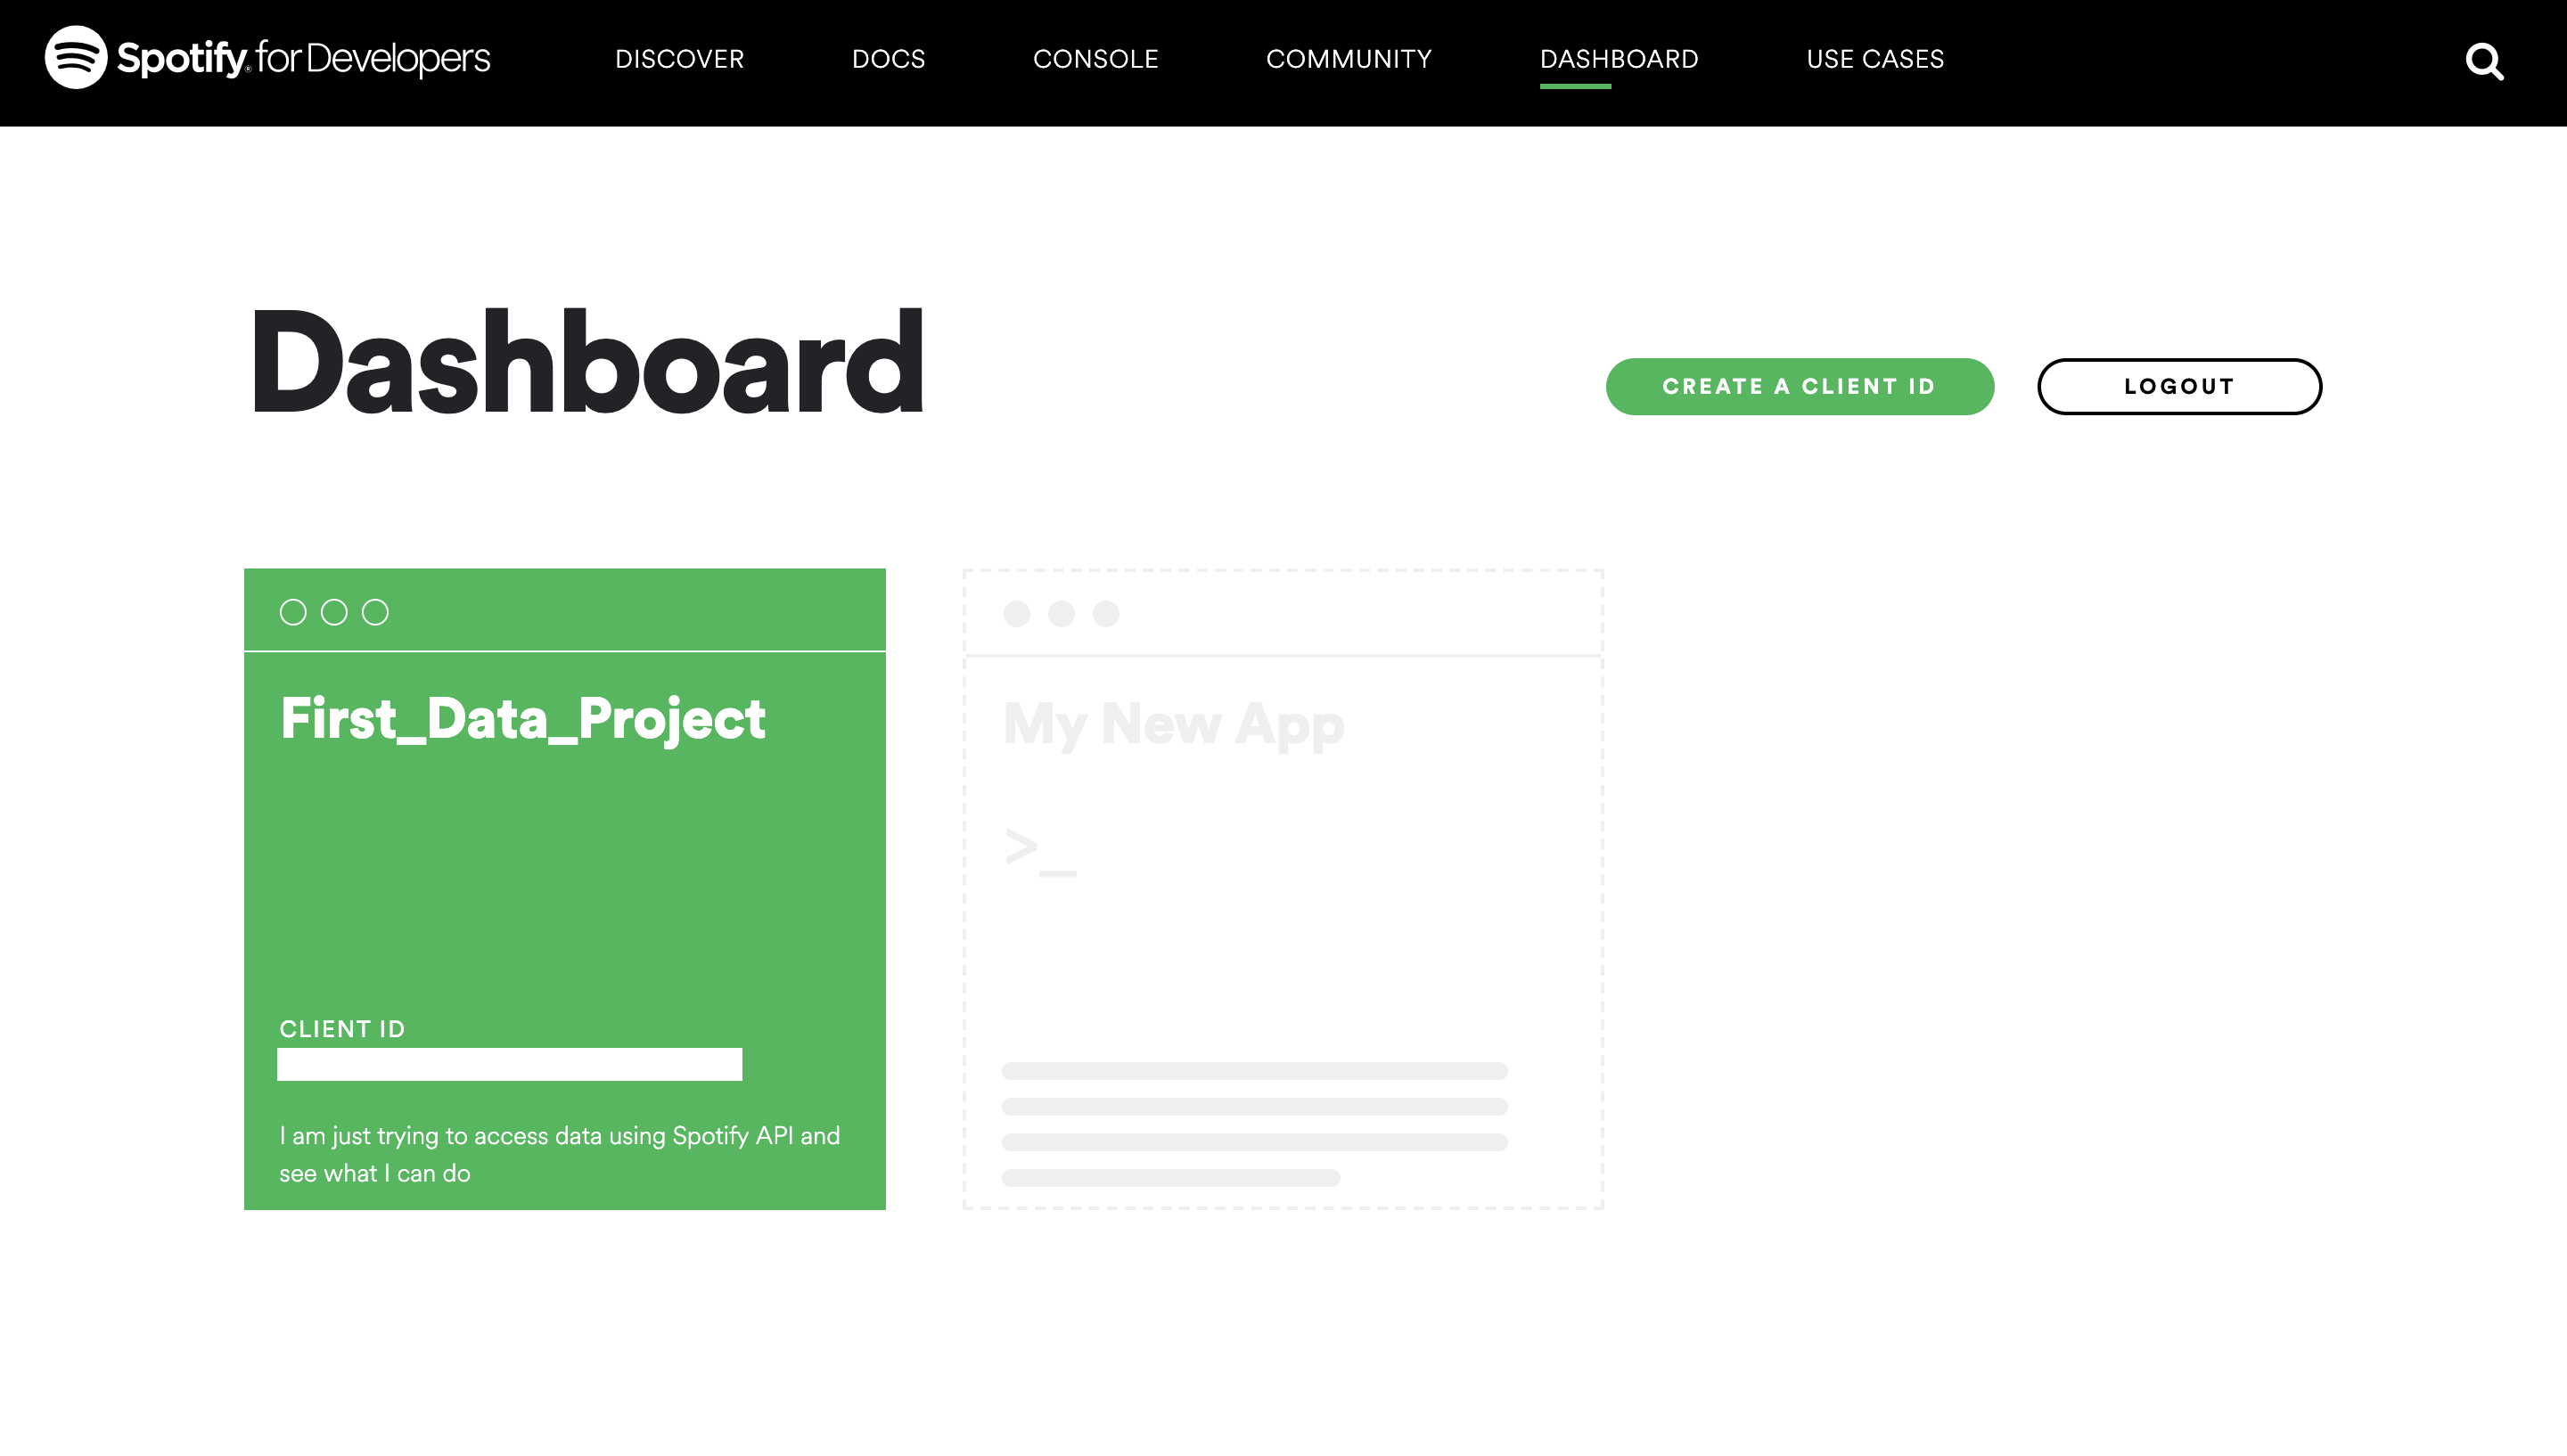 Spotify® for Developers
DISCOVER
DOCS
CONSOLE
COMMUNITY
DASHBOARD
USE CASES
Dashboard
CREATE A CLIENT ID
LOGOUT
First_Data_Project
CLIENT ID
I am just trying to access data using Spotify API and
see what I can do
My New App
>_